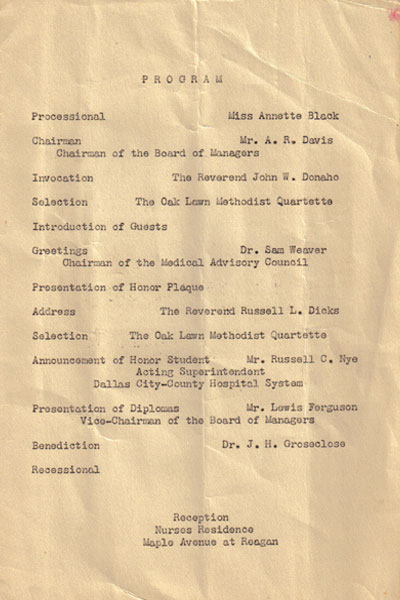 PROGRAM
Processional Miss Annette Black
Chairman Mr. A. R. Davis
Chairman of the Board of Managers
Invocation The Reverend John W. Donaho
Selection The Oak Lawn Methodist Quartette
Introduction of Guests
Greetings Dr. Sam Weaver
Chairman of the Medical Advisory Council
Presentation of Honor Plaque
Address The Reverend Russell L. Dicks
Selection The Oak Lawn Methodist Quartette
Announcement of Honor Student Mr. Russell C. Nye
Acting Superintendent
Dallas City-County Hospital System
Presentation of Diplomas Mr. Lewis Ferguson
Vice-Chairman of the Board of Managers
Benediction Dr. J. H. Groseclose
Recessional
Reception
Nurses Residence
Maple Avenue at Reagan